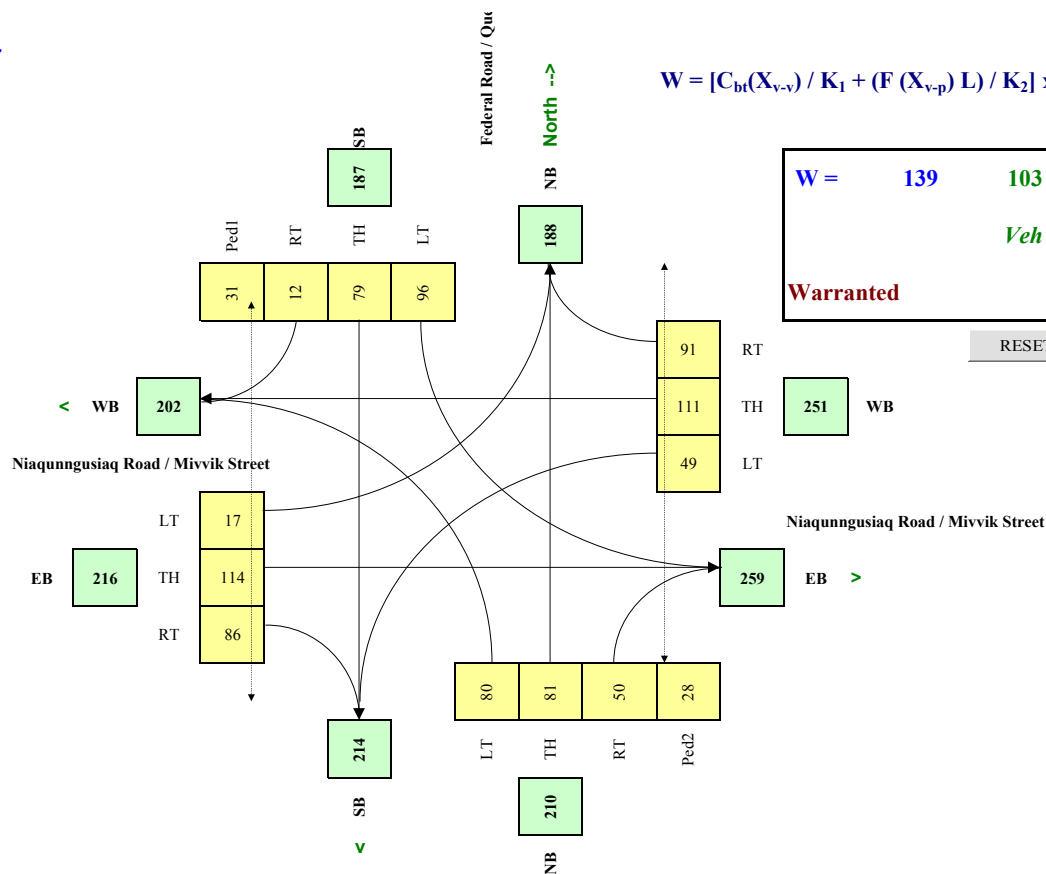 Federal Road /
North -->
W = [Cbt(Xv-v) / K1 + (F (Xv-p) L) / K2] x
SB
187
NB
188
W = 139 103
Veh
Warranted
RESET
Ped1 RT TH LT
31 12 79 96
91 RT
111 TH
49 LT
251 WB
< WB 202
Niaqunngusiaq Road / Mivvik Street
LT 17
TH 114
RT 86
EB 216
Niaqunngusiaq Road / Mivvik Street
259 EB >
80 81 50 28
LT TH RT Ped2
214
SB
<
210
NB